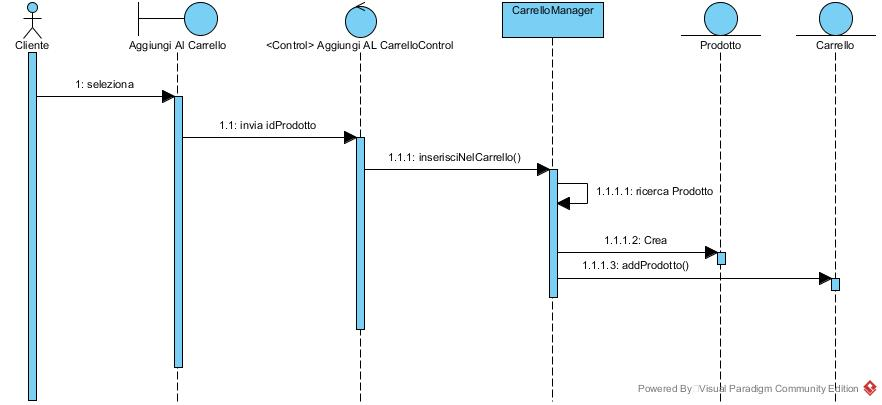 CarrelloManager
Cliente
Aggiungi Al Carrello
<Control> Aggiungi AL CarrelloControl
Prodotto
Carrello
1: seleziona
1.1: invia idProdotto
1.1.1: inserisciNelCarrello()
1.1.1.1: ricerca Prodotto
1.1.1.2: Crea
1.1.1.3: addProdotto()
Powered By Visual Paradigm Community Edition